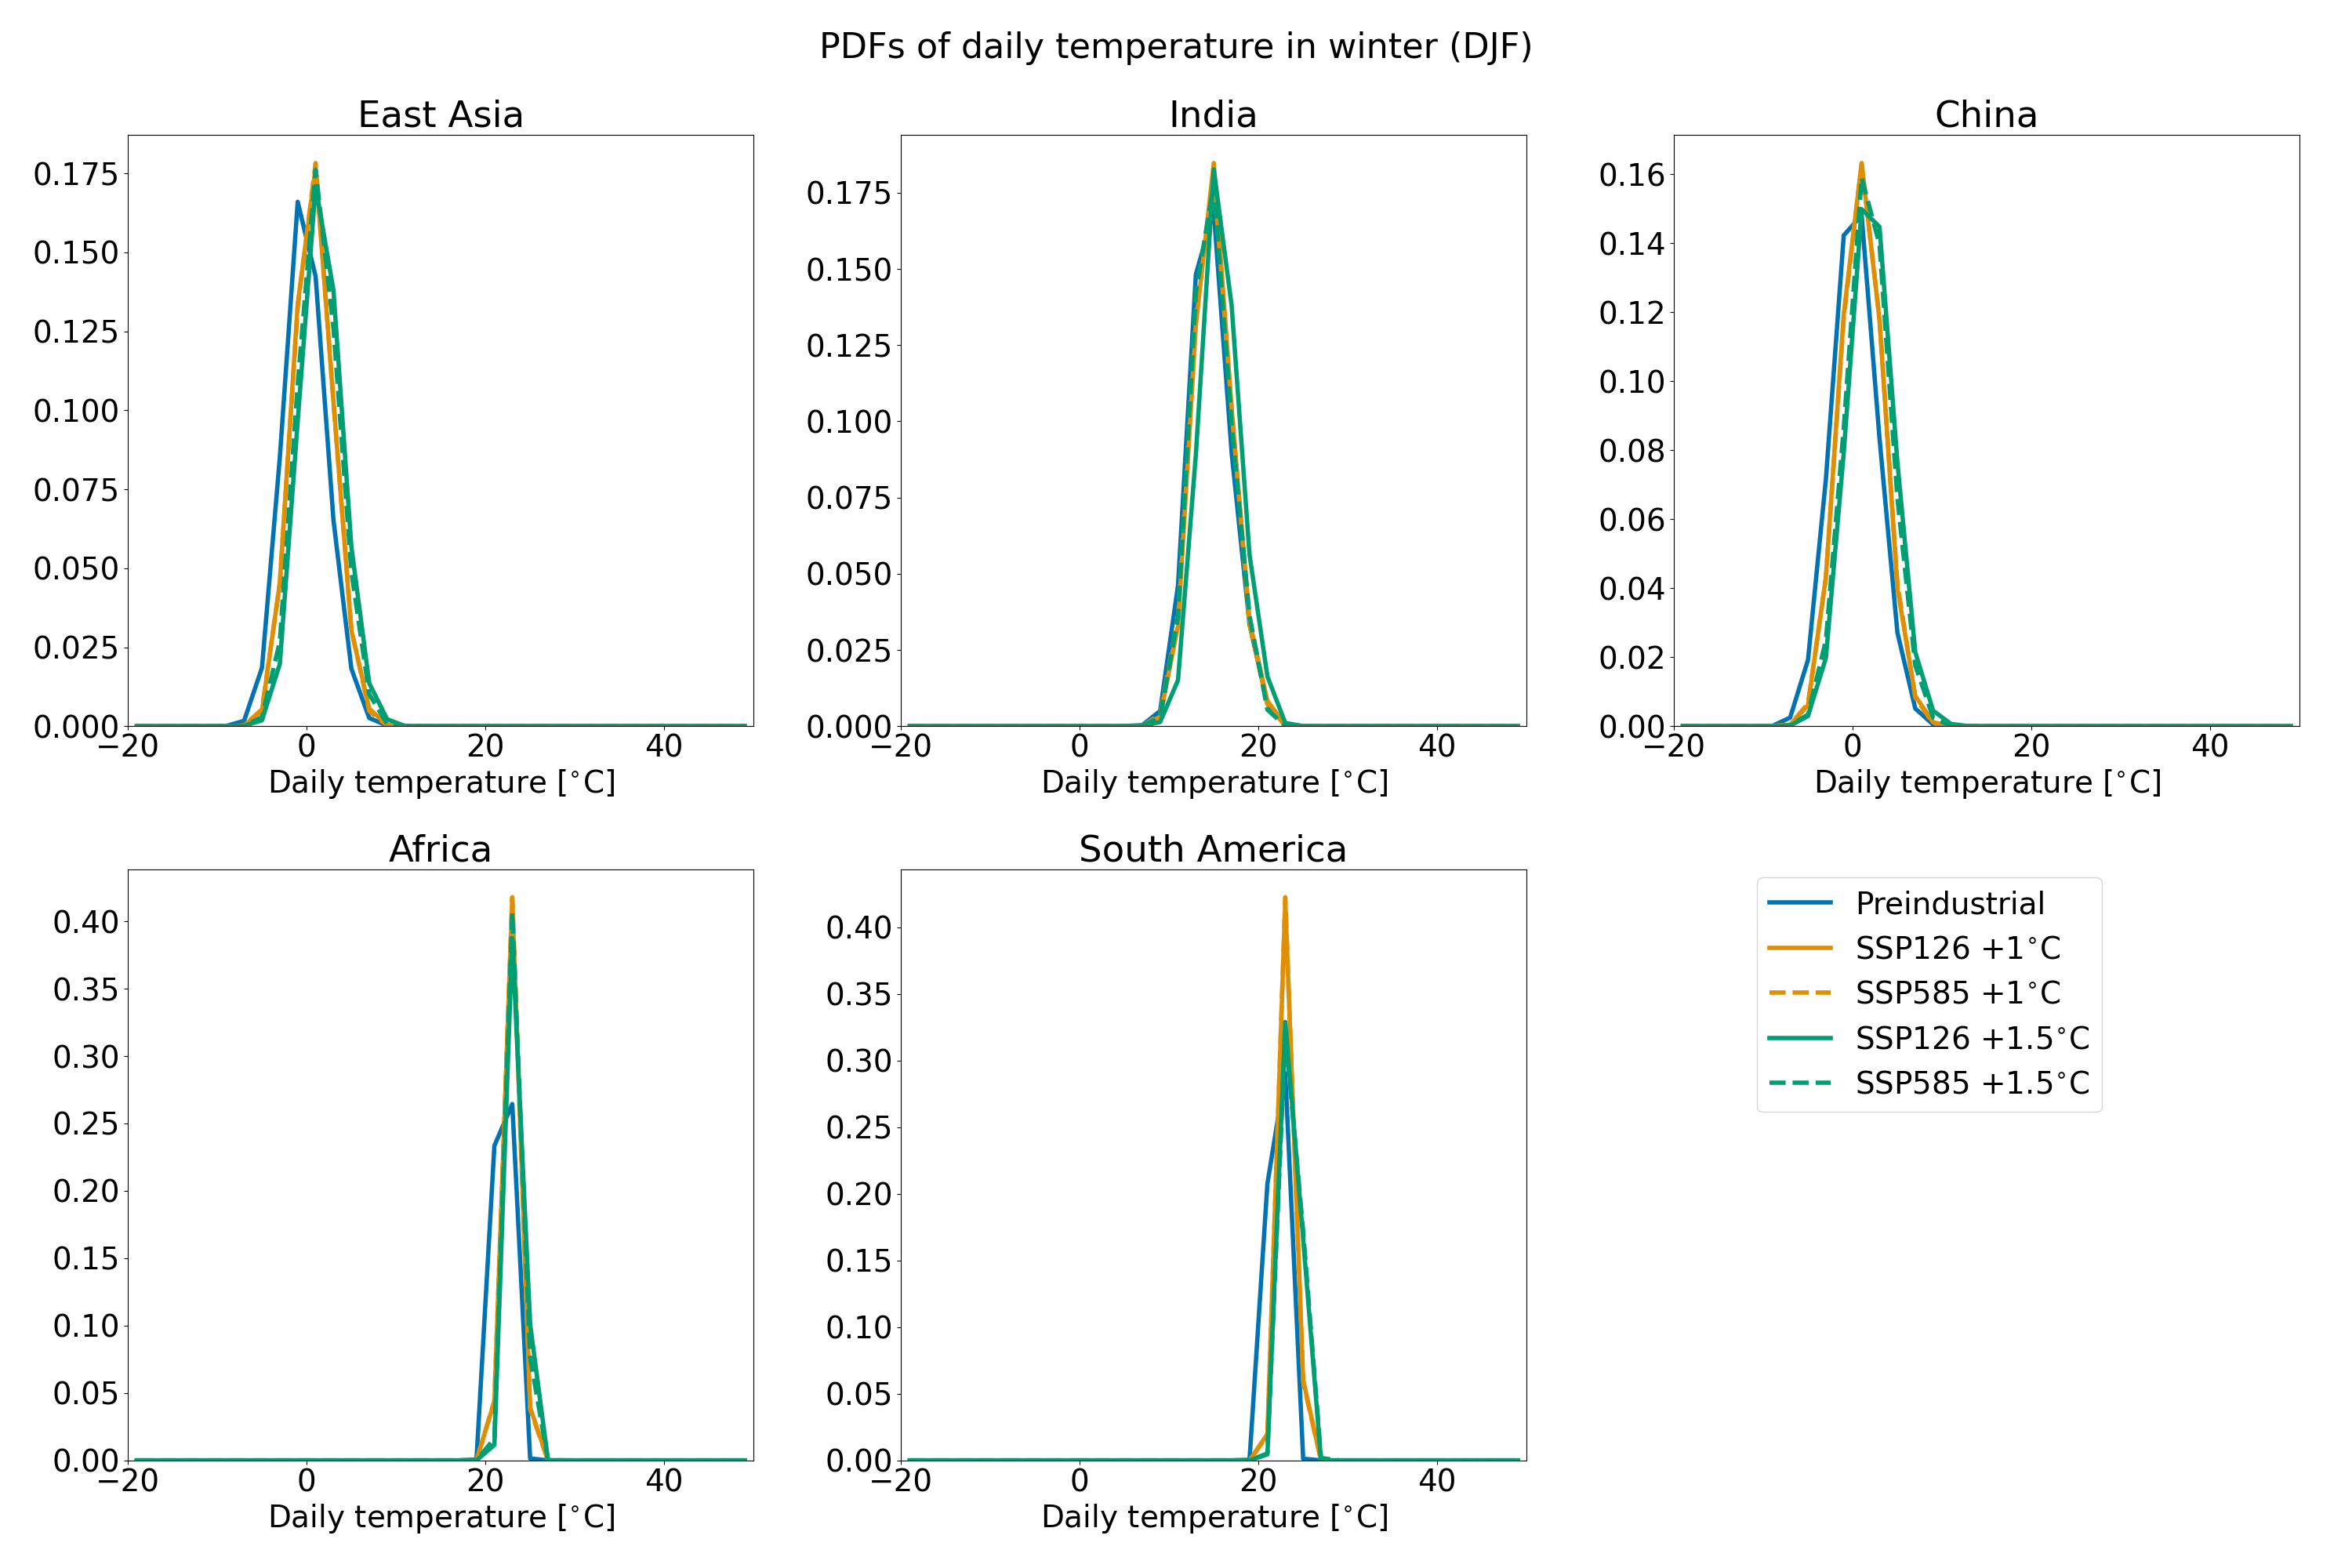 PDFs of daily temperature in winter (DJF)
East Asia
0.175
0.150
0.125
0.100
0.075
0.050
0.025
0.000
−20 0 20 40
Daily temperature [°C]
India
0.175
0.150
0.125
0.100
0.075
0.050
0.025
0.000
−20 0 20 40
Daily temperature [°C]
China
0.16
0.14
0.12
0.10
0.08
0.06
0.04
0.02
0.00
−20 0 20 40
Daily temperature [°C]
Africa
0.40
0.35
0.30
0.25
0.20
0.15
0.10
0.05
0.00
−20 0 20 40
Daily temperature [°C]
South America
0.40
0.35
0.30
0.25
0.20
0.15
0.10
0.05
0.00
−20 0 20 40
Daily temperature [°C]
Preindustrial
SSP126 +1°C
SSP585 +1°C
SSP126 +1.5°C
SSP585 +1.5°C